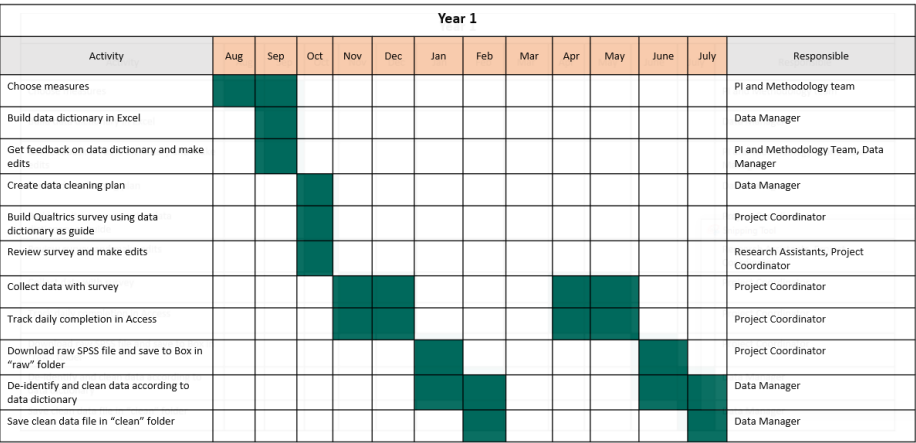 Year 1
Activity Aug Sep Oct Nov Dec Jan Feb Mar Apr May June July Responsible
Choose measures PI and Methodology team
Build data dictionary in Excel Data Manager
Get feedback on data dictionary and make PI and Methodology Team, Data
edits Manager
Create data cleaning plan Data Manager
Build Qualtrics survey using data Project Coordinator
dictionary as guide
Review survey and make edits Research Assistants, Project
Coordinator
Collect data with survey Project Coordinator
Track daily completion in Access Project Coordinator
Download raw SPSS file and save to Box in Project Coordinator
“raw” folder
De-identify and clean data according to Data Manager
data dictionary
Save clean data file in “clean” folder Data Manager